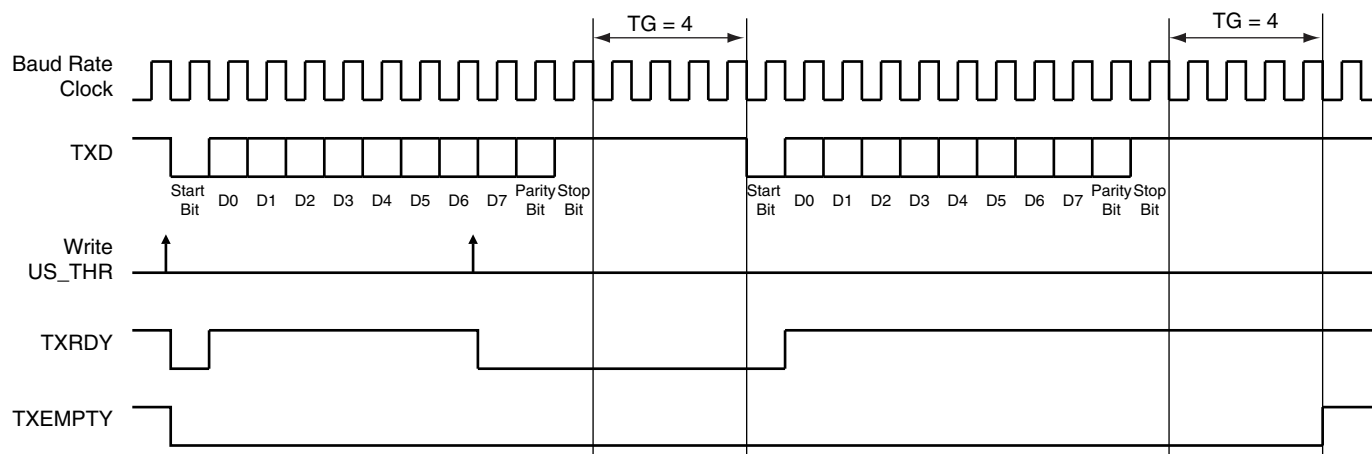 TG = 4
TG = 4
Baud Rate
Clock
TXD
Start
Bit
D0
D1
D2
D3
D4
D5
D6
D7
Parity
Bit
Stop
Bit
Start
Bit
D0
D1
D2
D3
D4
D5
D6
D7
Parity
Bit
Stop
Bit
Write
US_THR
TXRDY
TXEMPTY